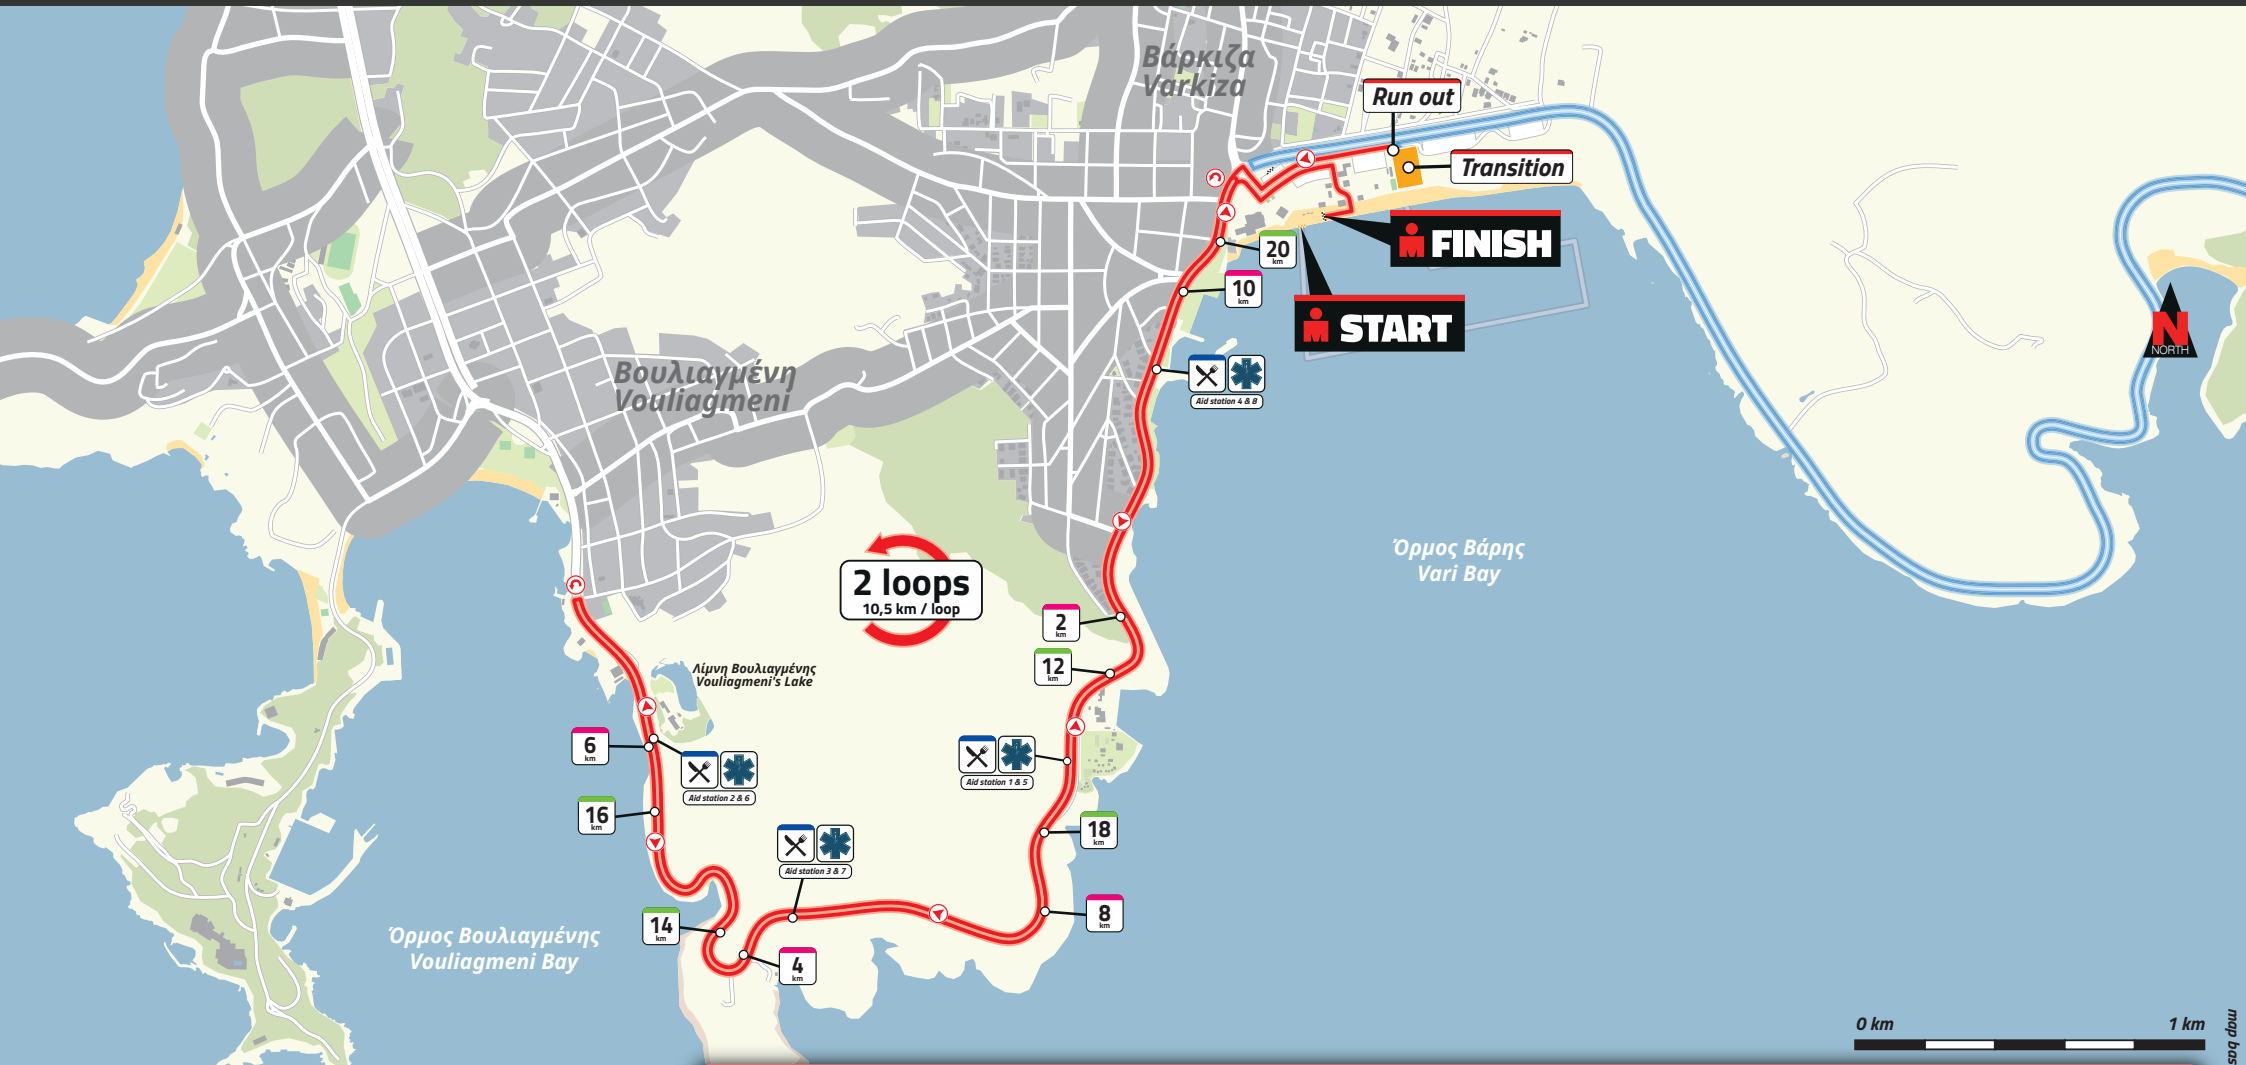 Βάρκιζα
Varkiza
Run out
Transition
FINISH
20
km
10
km
START
N
NORTH
Βουλιαγμένη
Vouliagmeni
Aid station 4 & 8
Όρμος Βάρης
Vari Bay
2 loops
10,5 km / loop
2
km
12
km
Λίμνη Βουλιαγμένης
Vouliagmeni's Lake
6
km
Aid station 2 & 6
Aid station 1 & 5
16
km
18
km
Aid station 3 & 7
14
km
8
km
4
km
Όρμος Βουλιαγμένης
Vouliagmeni Bay
0 km
1 km
map bas